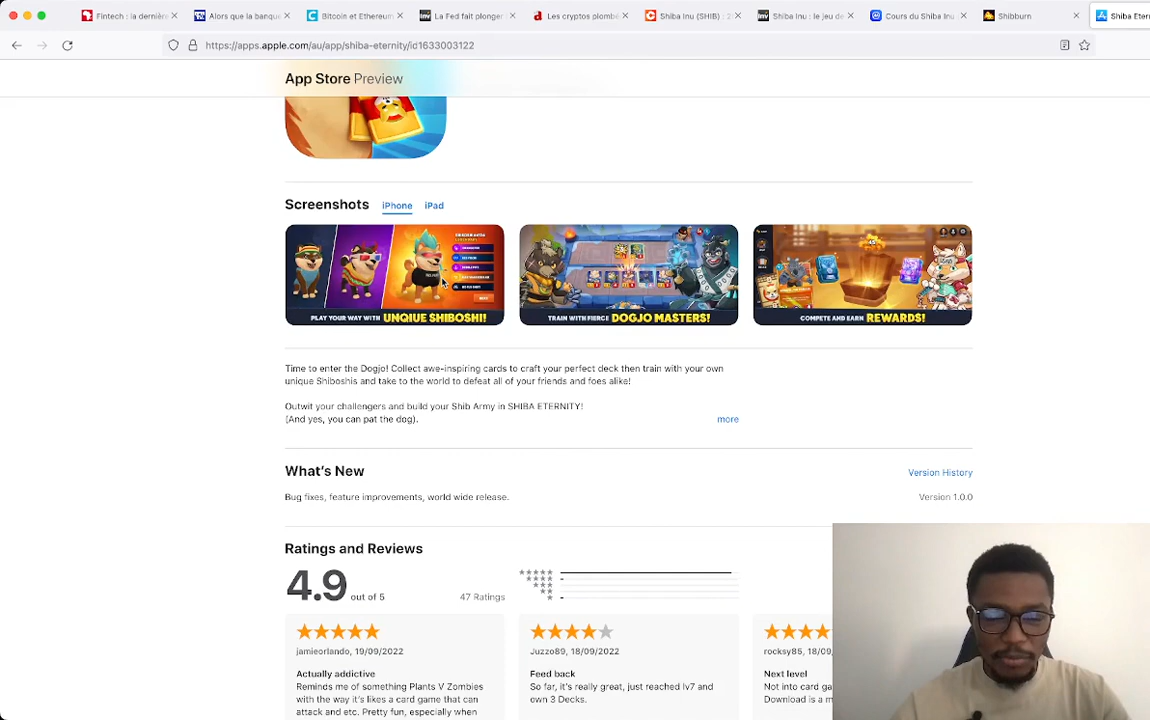 Fintech : la dernière
Alors que la banque
Bitcoin et Ethereum
La Fed fait plonger
Les cryptos plombé
Shiba Inu (SHIB) : 2
Shiba Inu : le jeu de
Cours du Shiba Inu
Shibburn
Shiba Eter
https://apps.apple.com/au/app/shiba-eternity/id1633003122
App Store Preview
Screenshots iPhone iPad
PLAY YOUR WAY WITH UNQIUE SHIBOSHI!
TRAIN WITH FIERCE DOGJO MASTERS!
COMPETE AND EARN REWARDS!
Time to enter the Dogjo! Collect awe-inspiring cards to craft your perfect deck then train with your own
unique Shiboshis and take to the world to defeat all of your friends and foes alike!
Outwit your challengers and build your Shib Army in SHIBA ETERNITY!
(And yes, you can pat the dog).
more
What's New
Version History
Bug fixes, feature improvements, world wide release.
Version 1.0.0
Ratings and Reviews
4.9 out of 5
47 Ratings
jamieorlando, 19/09/2022
Actually addictive
Reminds me of something Plants V Zombies
with the way it's likes a card game that can
attack and etc. Pretty fun, especially when
Juzzo89, 18/09/2022
Feed back
So far, it's really great, just reached lv7 and
own 3 Decks.
rocksy85, 18/09
Next level
Not into card ga
Download is a m